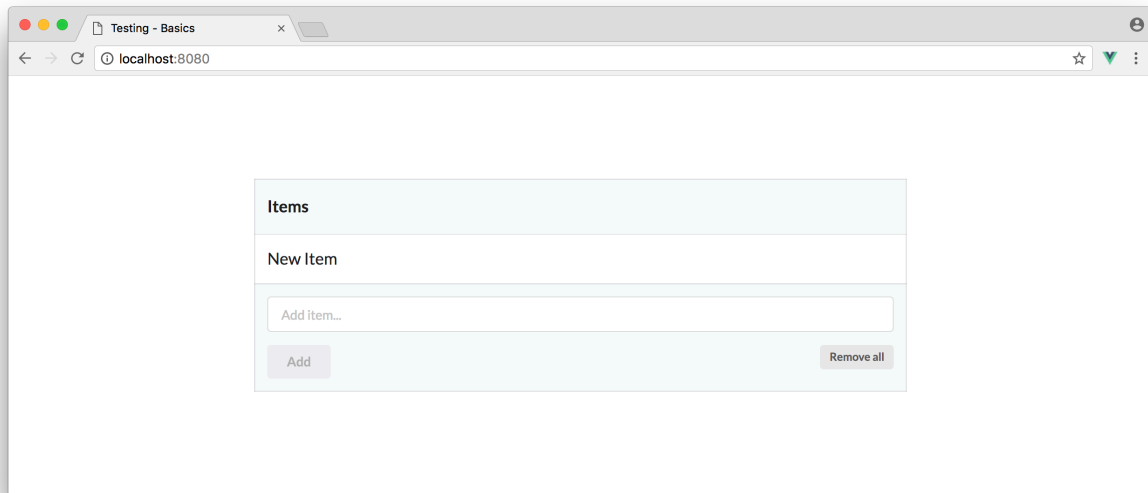 Testing - Basics
localhost:8080
Items
New Item
Add item...
Add
Remove all